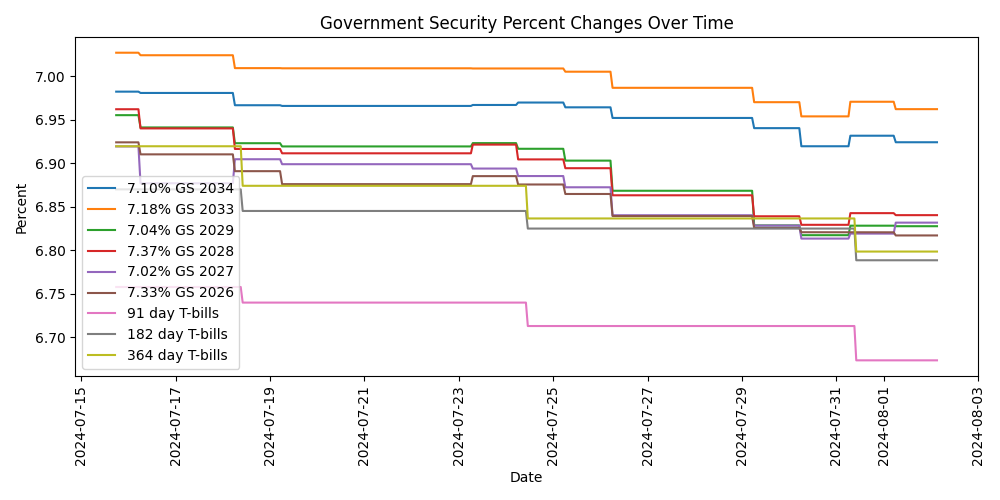 Government Security Percent Changes Over Time
Percent
7.00
6.95
6.90
6.85
6.80
6.75
6.70
7.10% GS 2034
7.18% GS 2033
7.04% GS 2029
7.37% GS 2028
7.02% GS 2027
7.33% GS 2026
91 day T-bills
182 day T-bills
364 day T-bills
2024-07-15
2024-07-17
2024-07-19
2024-07-21
2024-07-23
2024-07-25
2024-07-27
2024-07-29
2024-07-31
2024-08-01
2024-08-03
Date